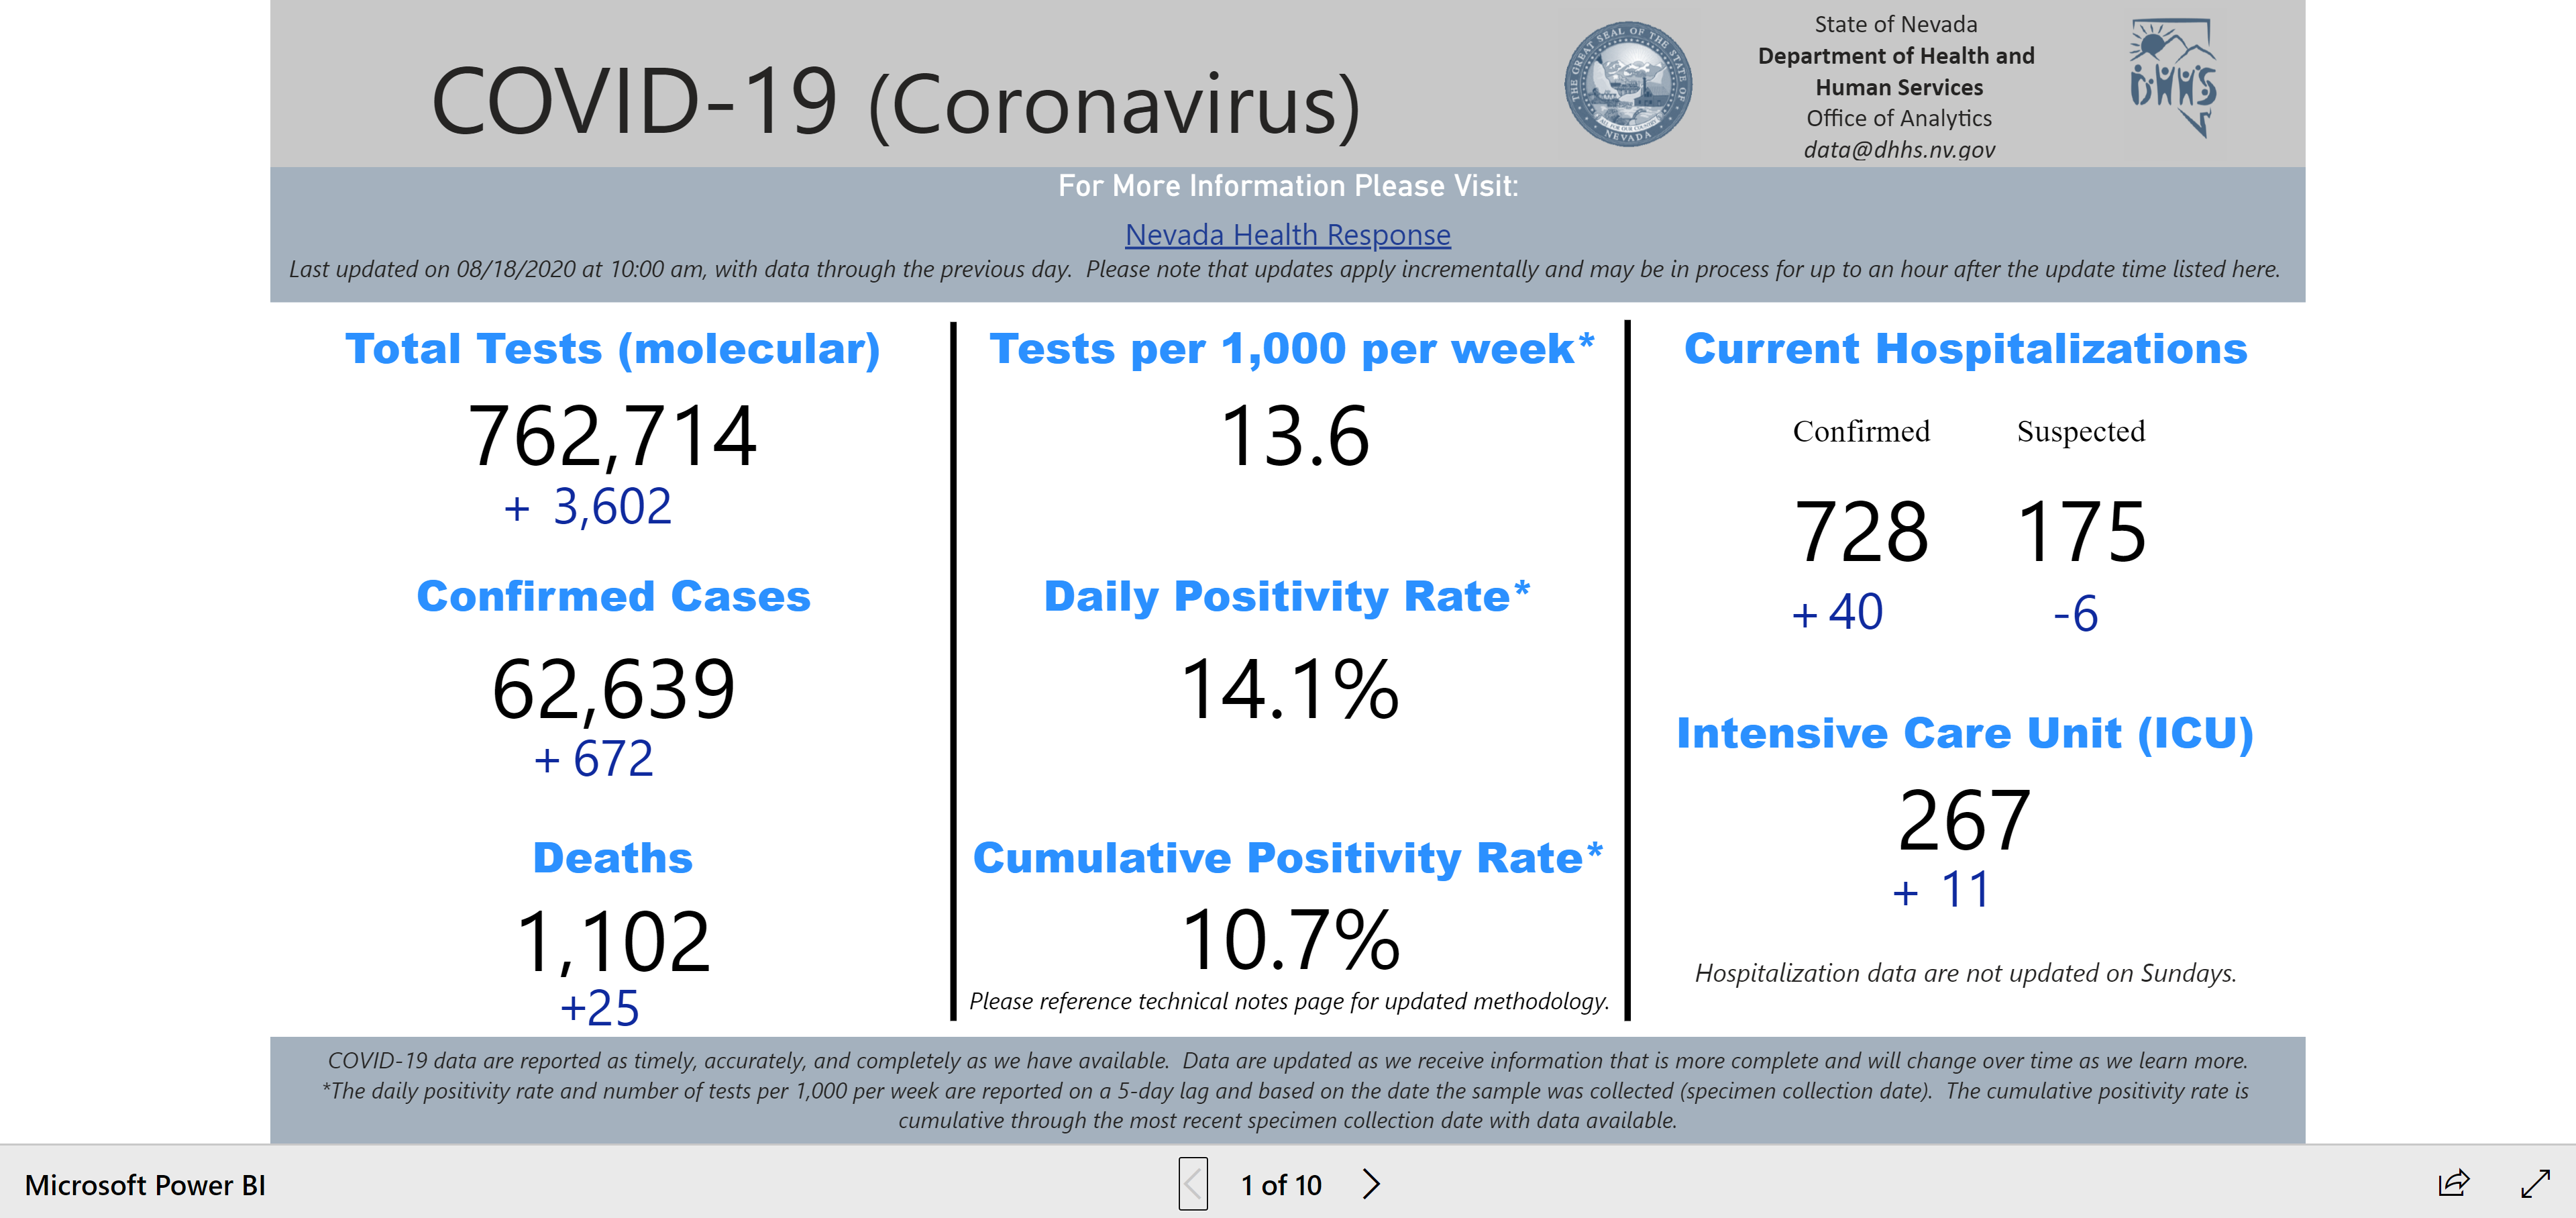 COVID-19 (Coronavirus)
THE GREAT SEAL OF THE STATE OF
ALL FOR OUR COUNTRY
NEVADA
State of Nevada
Department of Health and
Human Services
Office of Analytics
data@dhhs.nv.gov
DHHS
For More Information Please Visit:
Nevada Health Response
Last updated on 08/18/2020 at 10:00 am, with data through the previous day.  Please note that updates apply incrementally and may be in process for up to an hour after the update time listed here.
Total Tests (molecular)
762,714
+ 3,602
Confirmed Cases
62,639
+ 672
Deaths
1,102
+25
Tests per 1,000 per week*
13.6
Daily Positivity Rate*
14.1%
Cumulative Positivity Rate*
10.7%
Please reference technical notes page for updated methodology.
Current Hospitalizations
Confirmed Suspected
728 175
+ 40 -6
Intensive Care Unit (ICU)
267
+ 11
Hospitalization data are not updated on Sundays.
COVID-19 data are reported as timely, accurately, and completely as we have available.  Data are updated as we receive information that is more complete and will change over time as we learn more.
*The daily positivity rate and number of tests per 1,000 per week are reported on a 5-day lag and based on the date the sample was collected (specimen collection date).  The cumulative positivity rate is
cumulative through the most recent specimen collection date with data available.
Microsoft Power BI
1 of 10